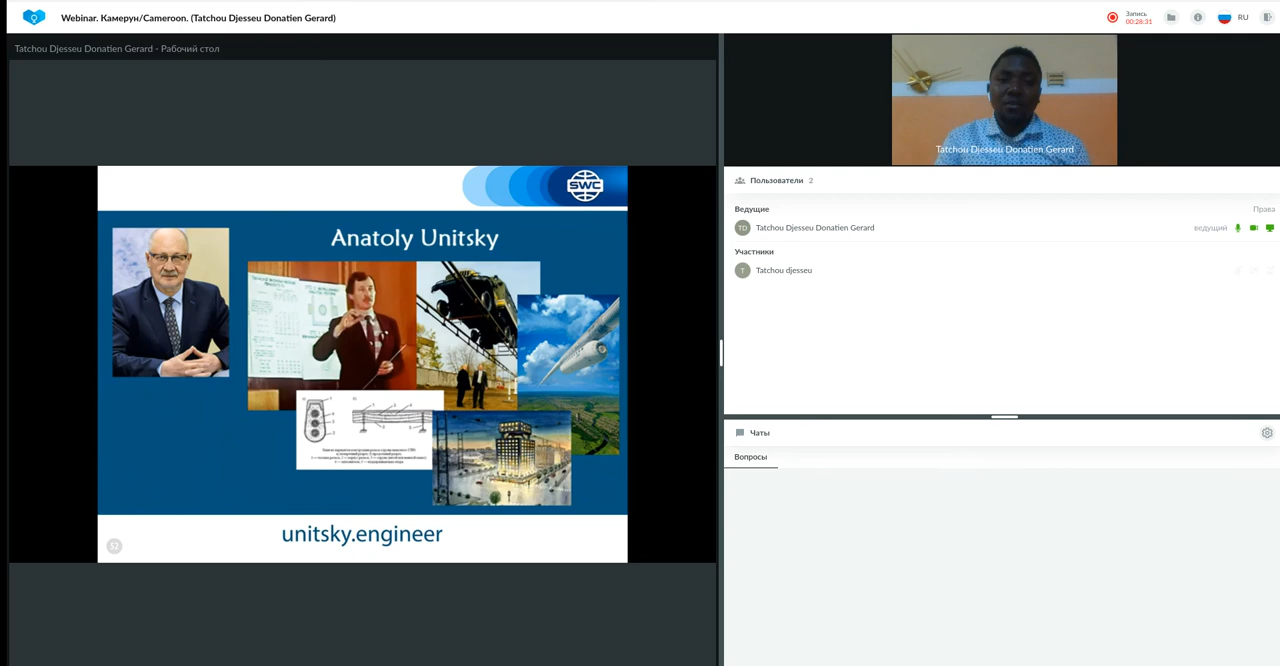 Webinar. Камерун/Cameroon. (Tatchou Djesseu Donatien Gerard)
Запись
00:28:31
RU
Tatchou Djesseu Donatien Gerard - Рабочий стол
SWC
Anatoly Unitsky
unitsky.engineer
52
Tatchou Djesseu Donatien Gerard
Пользователи 2
Ведущие Права
TD Tatchou Djesseu Donatien Gerard ведущий
Участники
T Tatchou djesseu
Чаты
Вопросы